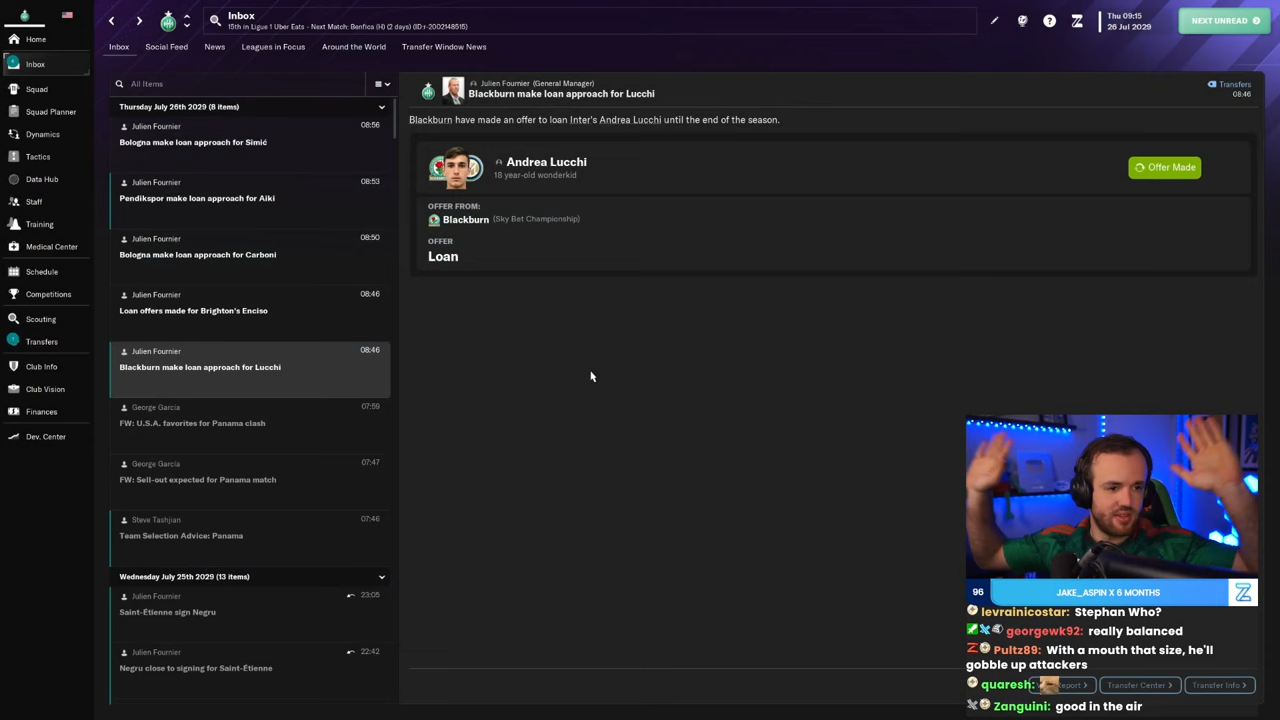 Inbox
15th in Ligue 1 Uber Eats - Next Match: Benfica (H) (2 days) (ID:r-2002148515)
Thu 09:15
26 Jul 2029
NEXT UNREAD
Inbox
Social Feed
News
Leagues in Focus
Around the World
Transfer Window News
Home
Inbox
Squad
Squad Planner
Dynamics
Tactics
Data Hub
Staff
Training
Medical Center
Schedule
Competitions
Scouting
Transfers
Club Info
Club Vision
Finances
Dev. Center
All Items
Thursday July 26th 2029 (8 items)
Julien Fournier 08:56
Bologna make loan approach for Simić
Julien Fournier 08:53
Pendikspor make loan approach for Aiki
Julien Fournier 08:50
Bologna make loan approach for Carboni
Julien Fournier 08:46
Loan offers made for Brighton's Enciso
Julien Fournier 08:46
Blackburn make loan approach for Lucchi
George García 07:59
FW: U.S.A. favorites for Panama clash
George García 07:47
FW: Sell-out expected for Panama match
Steve Tashjian 07:46
Team Selection Advice: Panama
Wednesday July 25th 2029 (13 items)
Julien Fournier 23:05
Saint-Étienne sign Negru
Julien Fournier 22:42
Negru close to signing for Saint-Étienne
Julien Fournier (General Manager)
Blackburn make loan approach for Lucchi
Transfers
08:46
Blackburn have made an offer to loan Inter's Andrea Lucchi until the end of the season.
Andrea Lucchi
18 year-old wonderkid
Offer Made
OFFER FROM:
Blackburn (Sky Bet Championship)
OFFER
Loan
96 JAKE_ASPIN X 6 MONTHS
levrainicostar: Stephan Who?
georgewk92: really balanced
Pultz89: With a mouth that size, he'll
gobble up attackers
quaresh:
Zanguini: good in the air
Transfer Center
Transfer Info